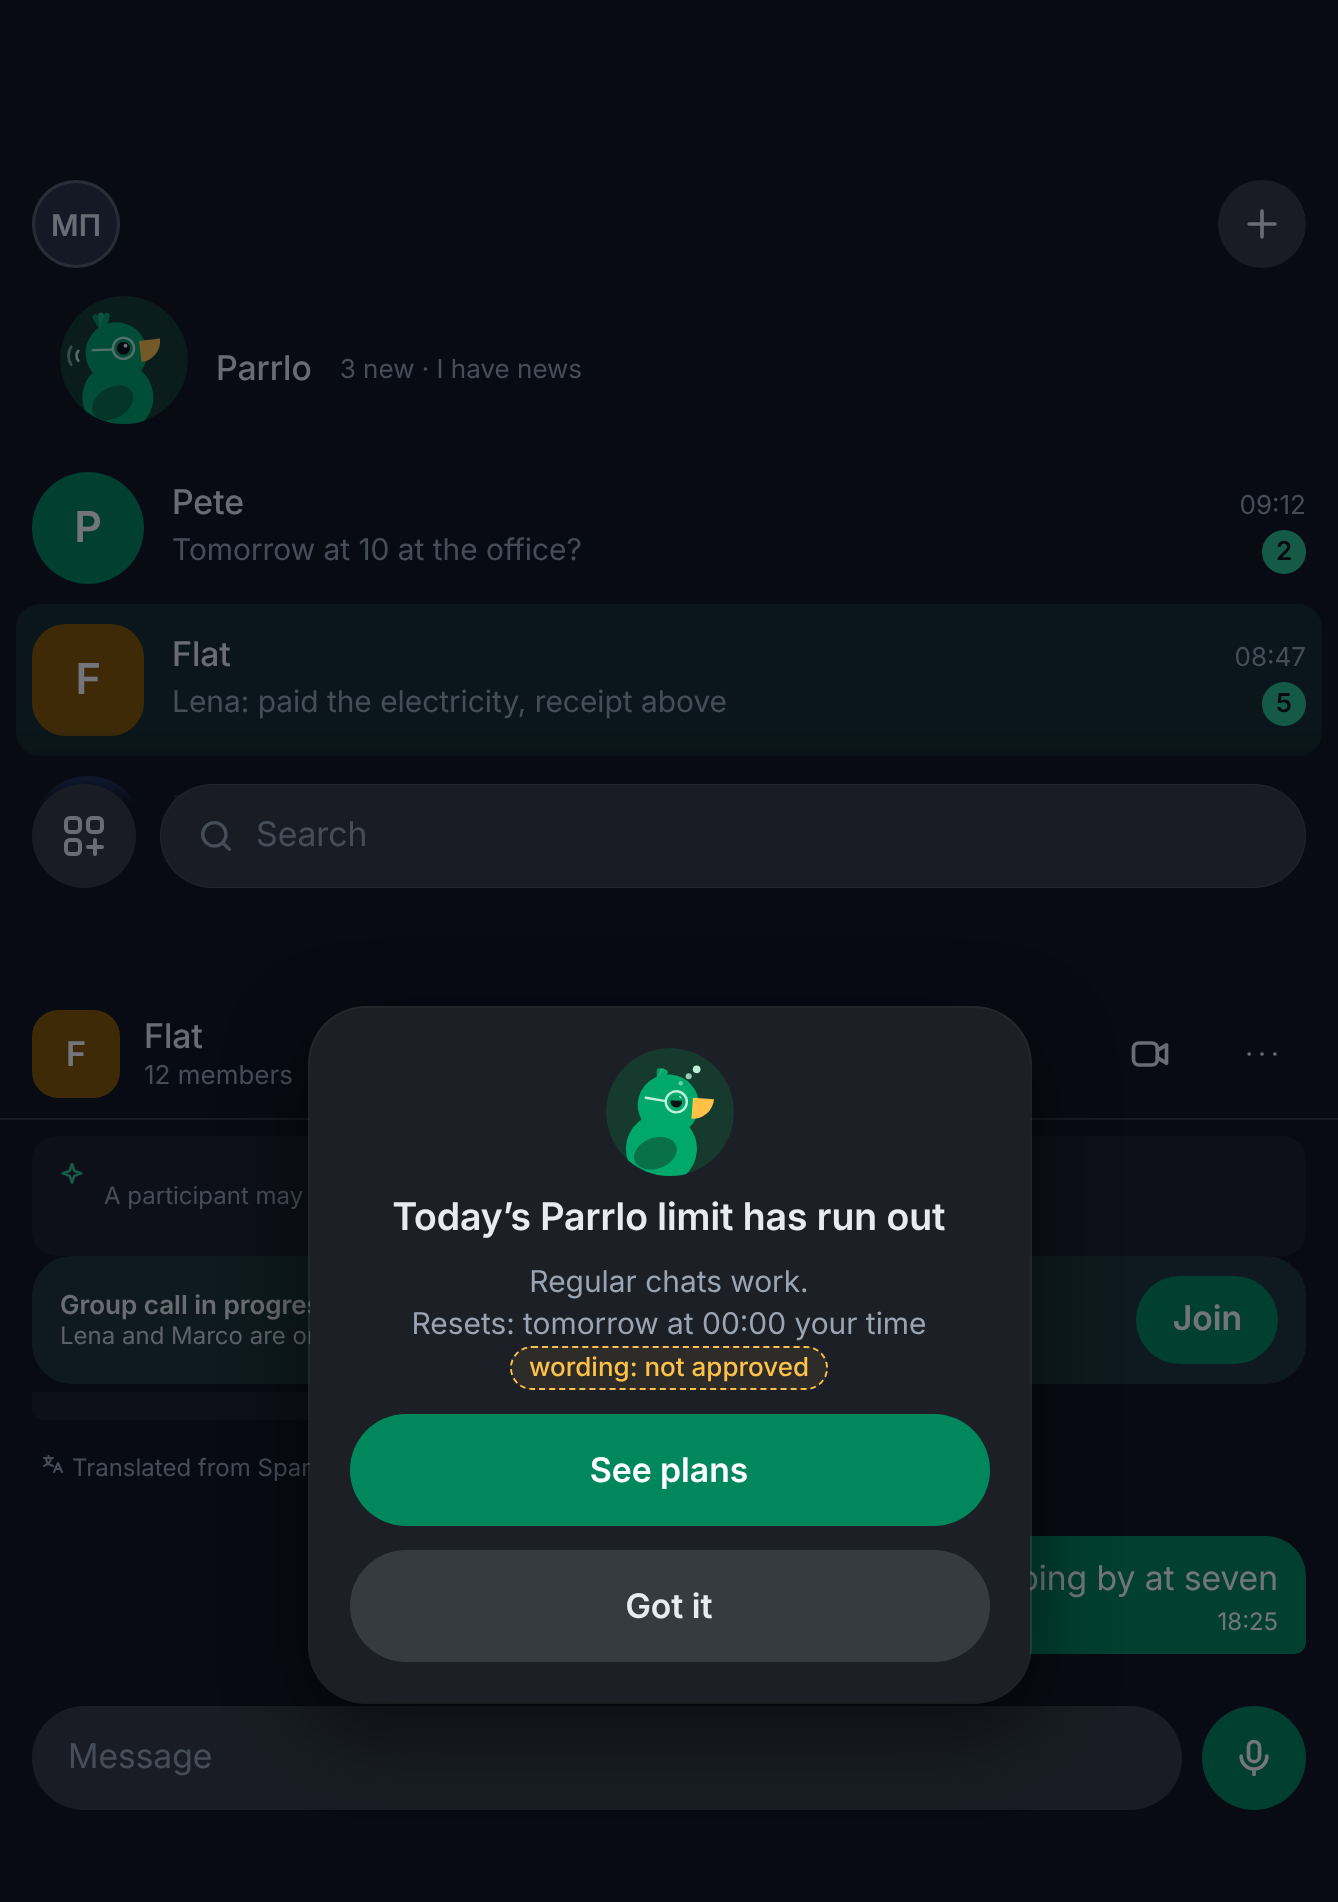 МП
Parrlo 3 new · I have news
P
Pete
09:12
Tomorrow at 10 at the office?
2
F
Flat
08:47
Lena: paid the electricity, receipt above
5
Search
F
Flat
12 members
Today’s Parrlo limit has run out
Regular chats work.
Resets: tomorrow at 00:00 your time
wording: not approved
See plans
Got it
A participant may
Group call in
Lena and Marco are
Join
Translated from
by at seven
18:25
Message